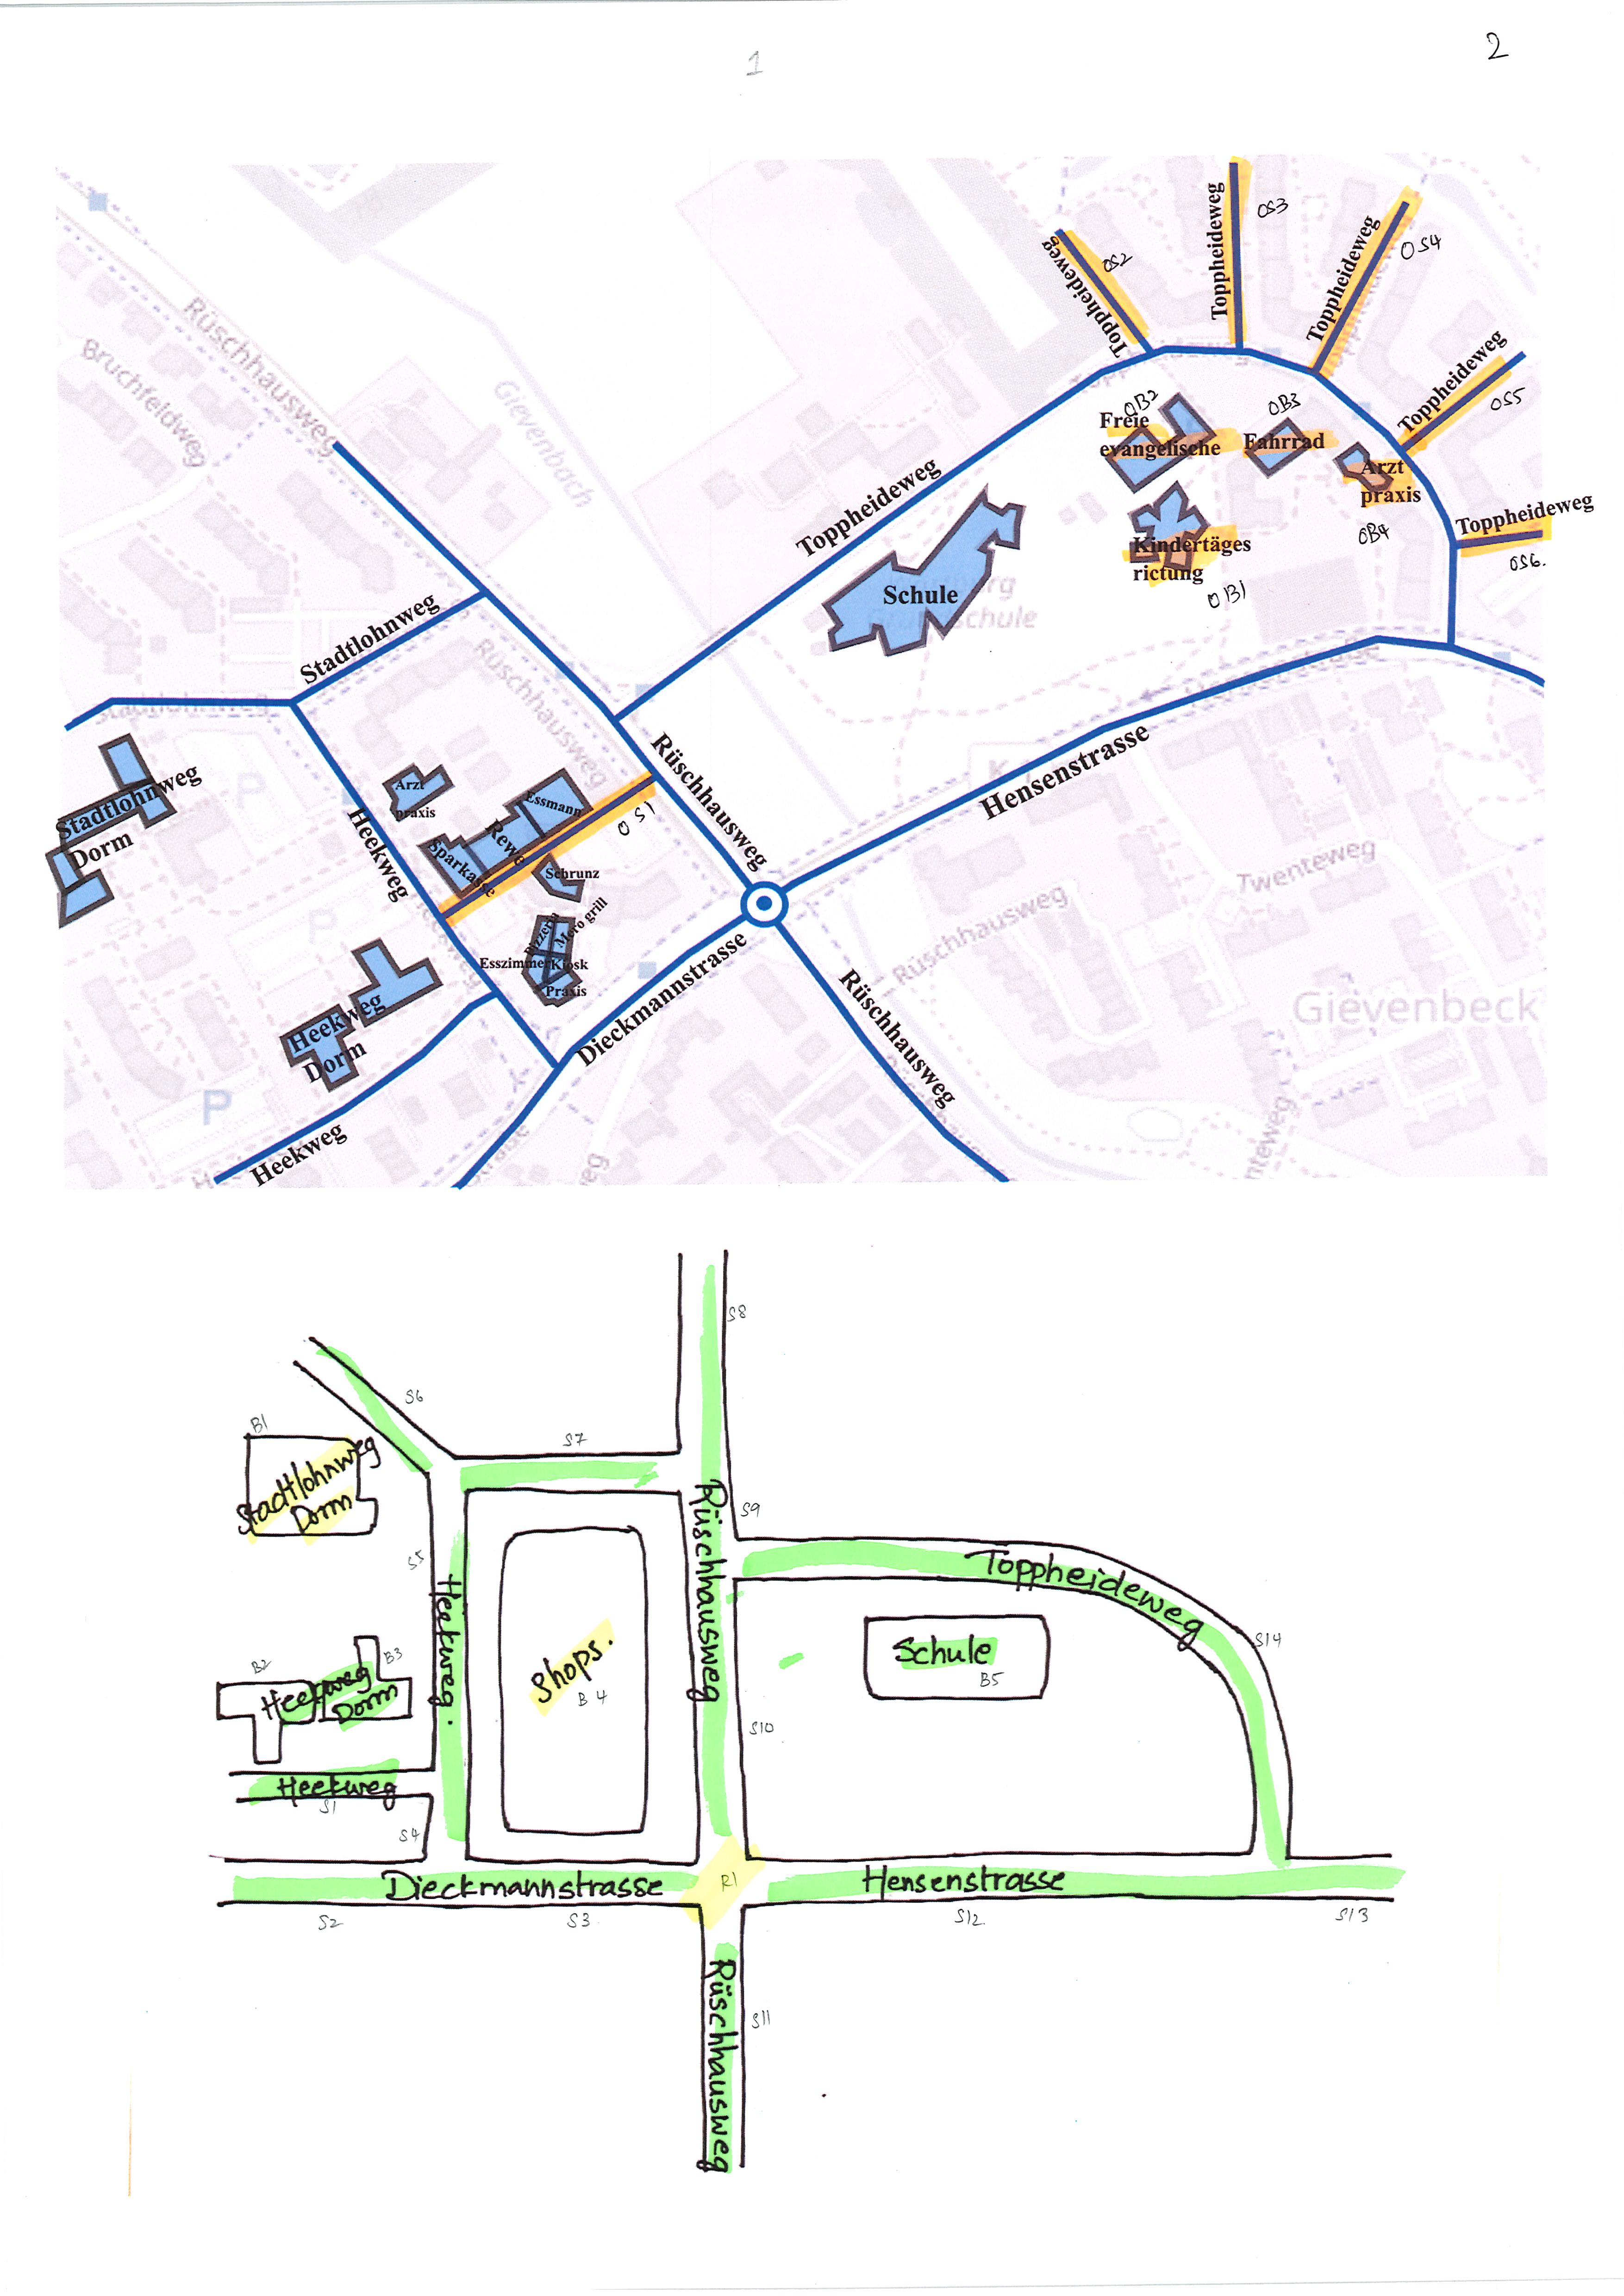 1
2
Toppheideweg
OS2
Toppheideweg
OS3
Toppheideweg
OS4
Toppheideweg
OS5
Toppheideweg
OS6.
Rüschhausweg
Bruchfeldweg
Gievenbach
OB2
Freie
evangelische
OB3
Fahrrad
Arzt
praxis
OB4
Kindertäges
rictung
OB1
Toppheideweg
Schule
Stadtlohnweg
Rüschhausweg
Rüschhausweg
Hensenstrasse
Stadtlohnweg
Dorm
Arzt
praxis
Essmann
Rewe
Sparkasse
OS1
Schrunz
Heekweg
Pizzeria
Moro grill
Esszimmer
Kiosk
Praxis
Heekweg
Dorm
Dieckmannstrasse
Rüschhausweg
Rüschhausweg
Twenteweg
Gievenbeck
P
P
P
Heekweg
S8
S6
S7
B1
Stadtlohnweg
Dorm
S9
Rüschhausweg
Toppheideweg
S5
Heekweg.
Shops.
B4
Schule
B5
S14
B2
B3
Heekweg
Dorm
S10
Heekweg
S1
S4
Dieckmannstrasse
R1
Hensenstrasse
S2
S3
S12
S13
S11
Rüschhausweg